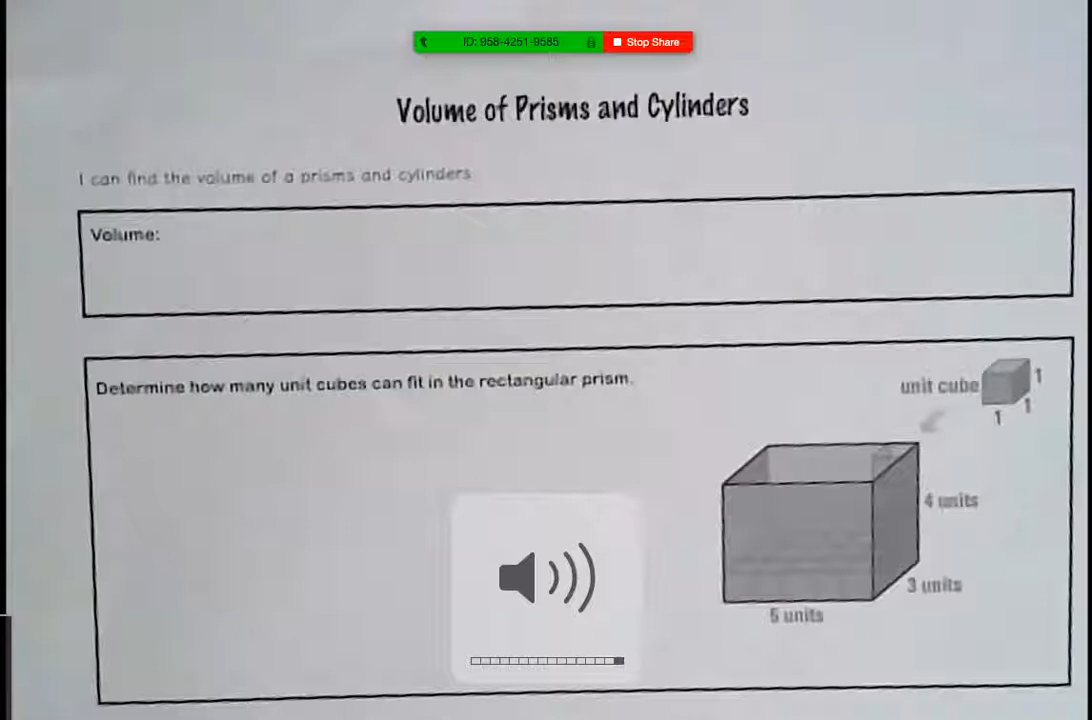 ID: 958-4251-9585 Stop Share
Volume of Prisms and Cylinders
I can find the volume of a prisms and cylinders
Volume:
Determine how many unit cubes can fit in the rectangular prism.
unit cube
1
1
1
4 units
3 units
5 units